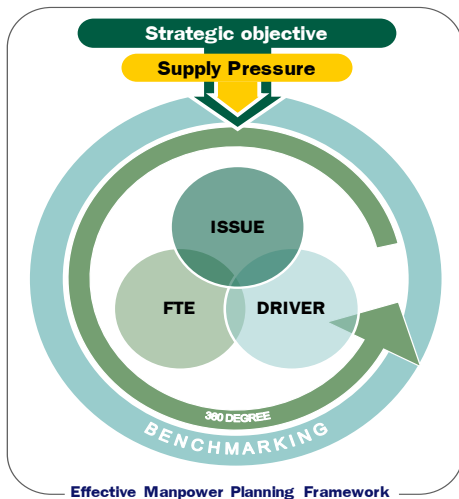 Strategic objective
Supply Pressure
ISSUE
FTE
DRIVER
360 DEGREE
BENCHMARKING
Effective Manpower Planning Framework